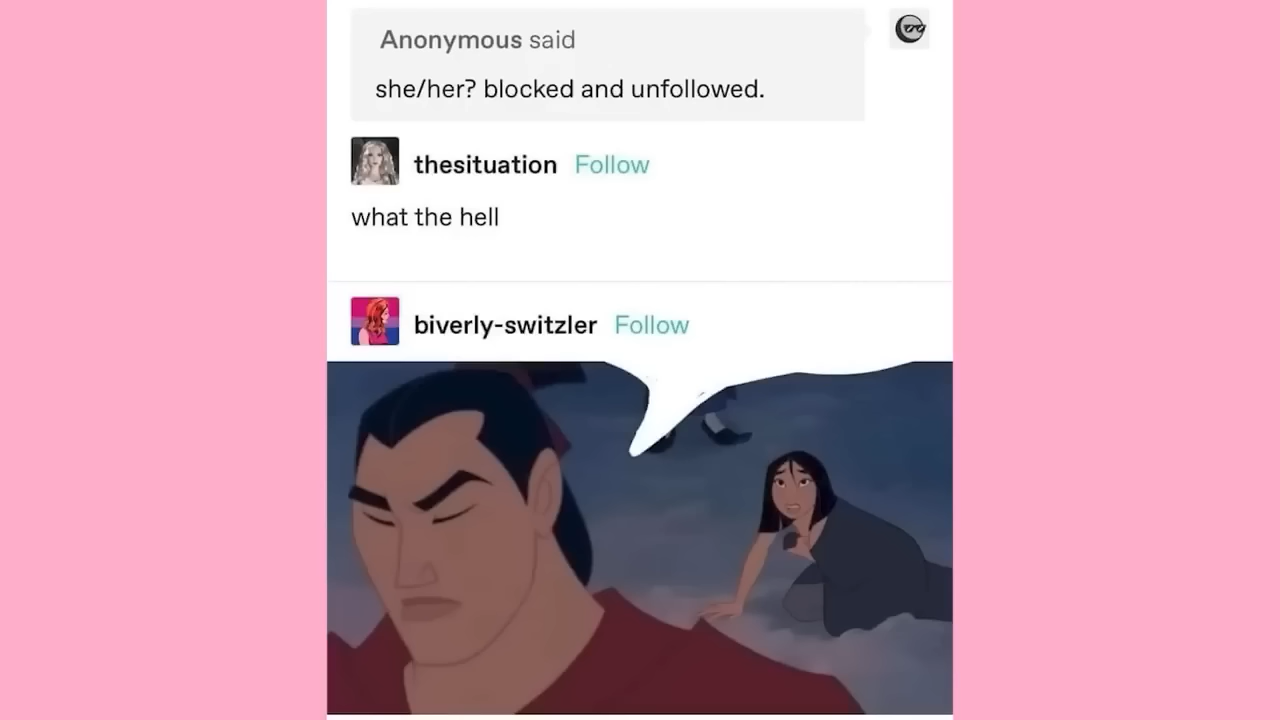 Anonymous said
she/her? blocked and unfollowed.
thesituation Follow
what the hell
biverly-switzler Follow